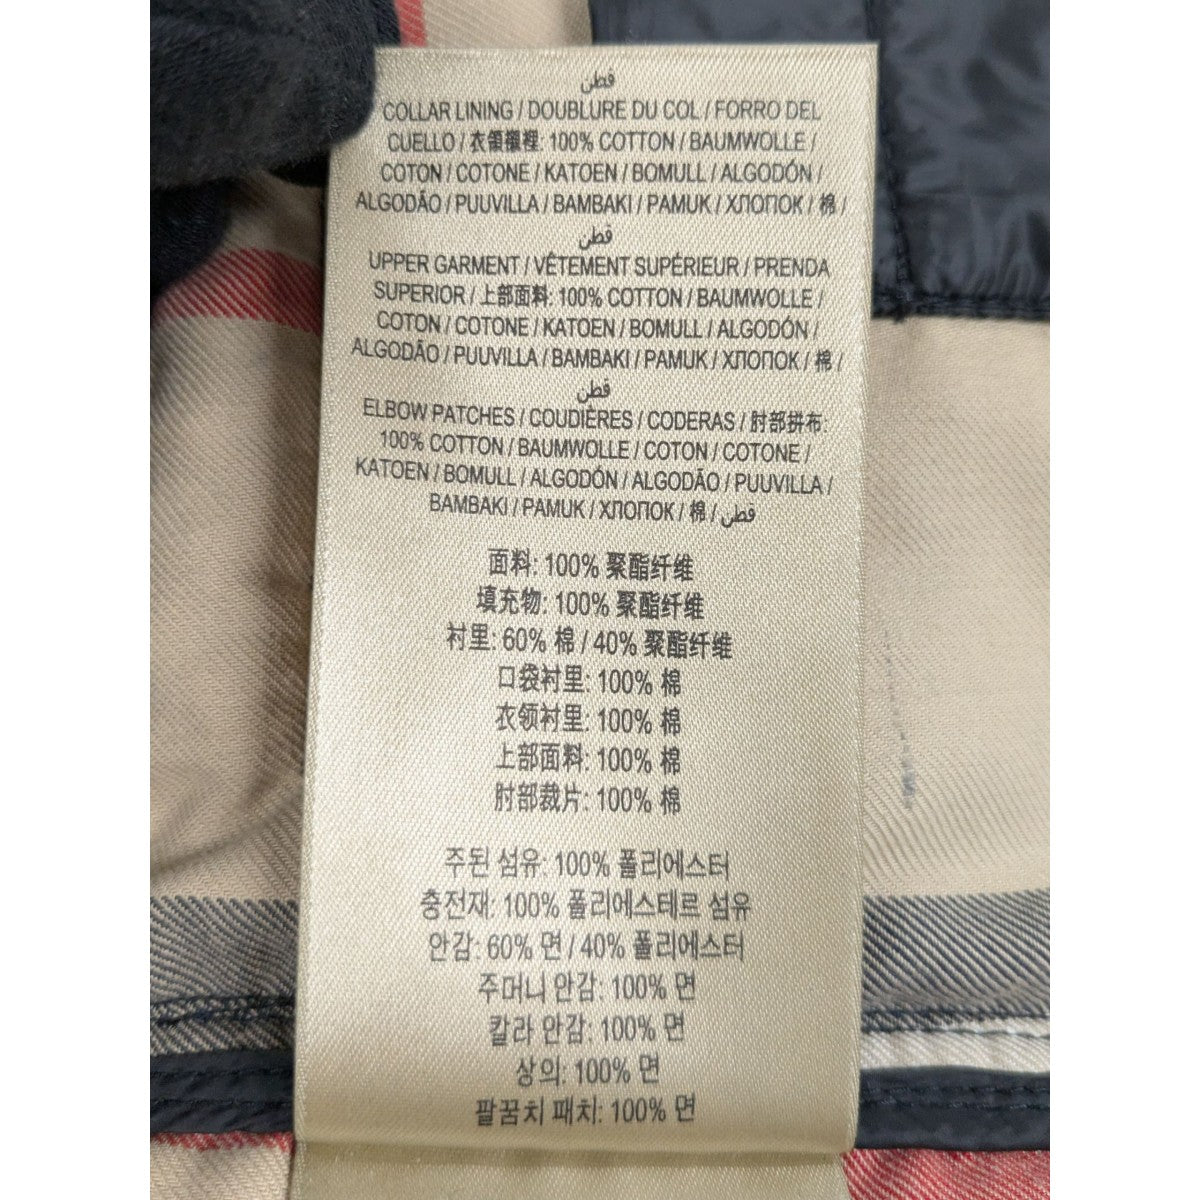 قطن
COLLAR LINING / DOUBLURE DU COL / FORRO DEL
CUELLO / 衣領襯裡: 100% COTTON / BAUMWOLLE /
COTON / COTONE / KATOEN / BOMULL / ALGODÓN /
ALGODÃO / PUUVILLA / BAMBAKI / PAMUK / ХЛОПОК / 棉 /
قطن
UPPER GARMENT / VÊTEMENT SUPÉRIEUR / PRENDA
SUPERIOR / 上部面料: 100% COTTON / BAUMWOLLE /
COTON / COTONE / KATOEN / BOMULL / ALGODÓN /
ALGODÃO / PUUVILLA / BAMBAKI / PAMUK / ХЛОПОК / 棉 /
قطن
ELBOW PATCHES / COUDIÈRES / CODERAS / 肘部拼布:
100% COTTON / BAUMWOLLE / COTON / COTONE /
KATOEN / BOMULL / ALGODÓN / ALGODÃO / PUUVILLA /
BAMBAKI / PAMUK / ХЛОПОК / 棉 / قطن
面料: 100% 聚酯纤维
填充物: 100% 聚酯纤维
衬里: 60% 棉 / 40% 聚酯纤维
口袋衬里: 100% 棉
衣领衬里: 100% 棉
上部面料: 100% 棉
肘部裁片: 100% 棉
주된 섬유: 100% 폴리에스터
충전재: 100% 폴리에스테르 섬유
안감: 60% 면 / 40% 폴리에스터
주머니 안감: 100% 면
칼라 안감: 100% 면
상의: 100% 면
팔꿈치 패치: 100% 면